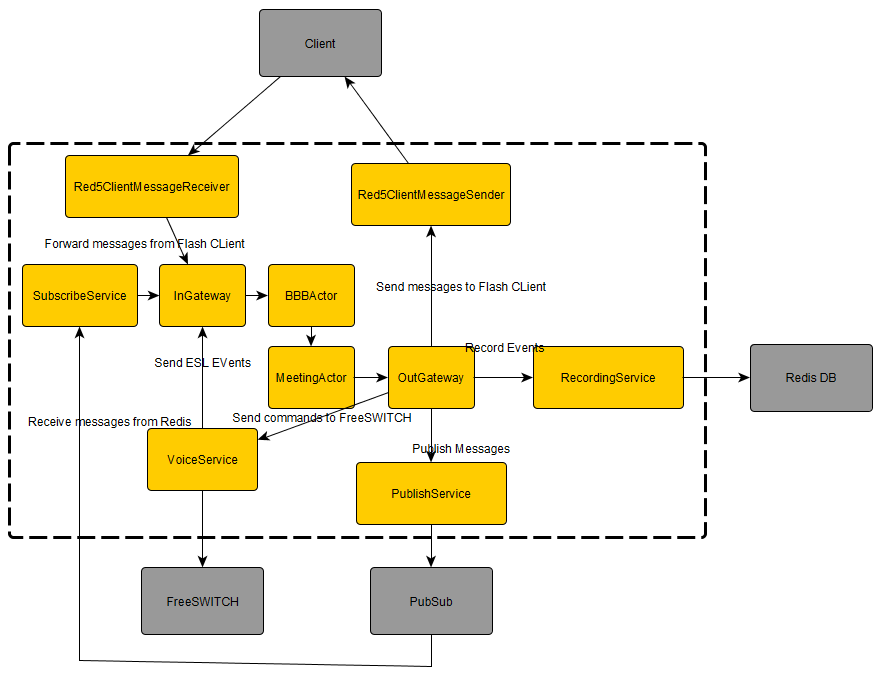 Client
Red5ClientMessageReceiver
Red5ClientMessageSender
Forward messages from Flash CLient
SubscribeService
InGateway
BBBActor
Send messages to Flash CLient
Record Events
Send ESL EVents
MeetingActor
OutGateway
RecordingService
Redis DB
Receive messages from Redis
Send commands to FreeSWITCH
Publish Messages
VoiceService
PublishService
FreeSWITCH
PubSub